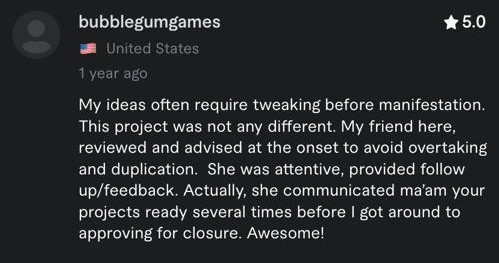 bubblegumgames
5.0
United States
1 year ago
My ideas often require tweaking before manifestation.
This project was not any different. My friend here,
reviewed and advised at the onset to avoid overtaking
and duplication.  She was attentive, provided follow
up/feedback. Actually, she communicated ma'am your
projects ready several times before I got around to
approving for closure. Awesome!